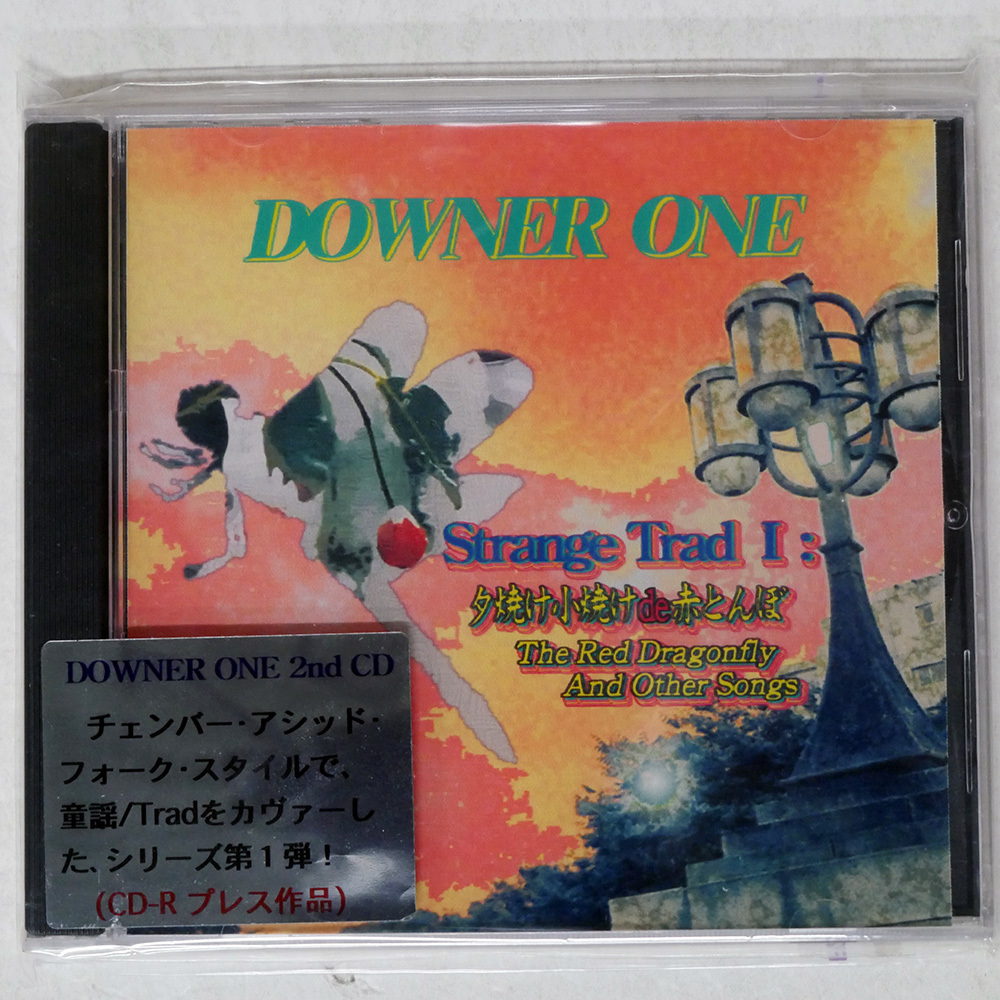 DOWNER ONE
Strange Trad I :
夕焼け小焼けde赤とんぼ
The Red Dragonfly
And Other Songs
DOWNER ONE 2nd CD
チェンバー・アシッド・
フォーク・スタイルで、
童謡/Tradをカヴァーし
た、シリーズ第1弾!
(CD-R プレス作品)